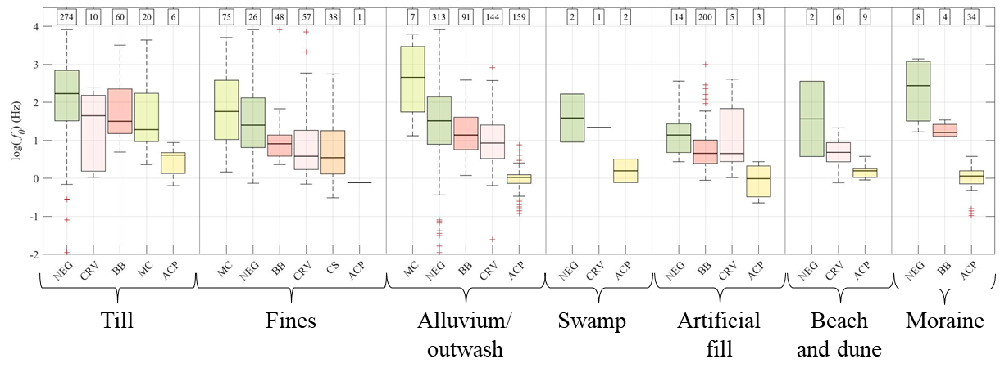 274 10 60 20 6 75 26 48 57 38 1 7 313 91 144 159 2 1 2 14 200 5 3 2 6 9 8 4 34
log(f0) (Hz)
4
3
2
1
0
-1
-2
NEG CRV BB MC ACP MC NEG BB CRV CS ACP MC NEG BB CRV ACP NEG CRV ACP NEG BB CRV ACP NEG CRV ACP NEG BB ACP
Till
Fines
Alluvium/
outwash
Swamp
Artificial
fill
Beach
and dune
Moraine